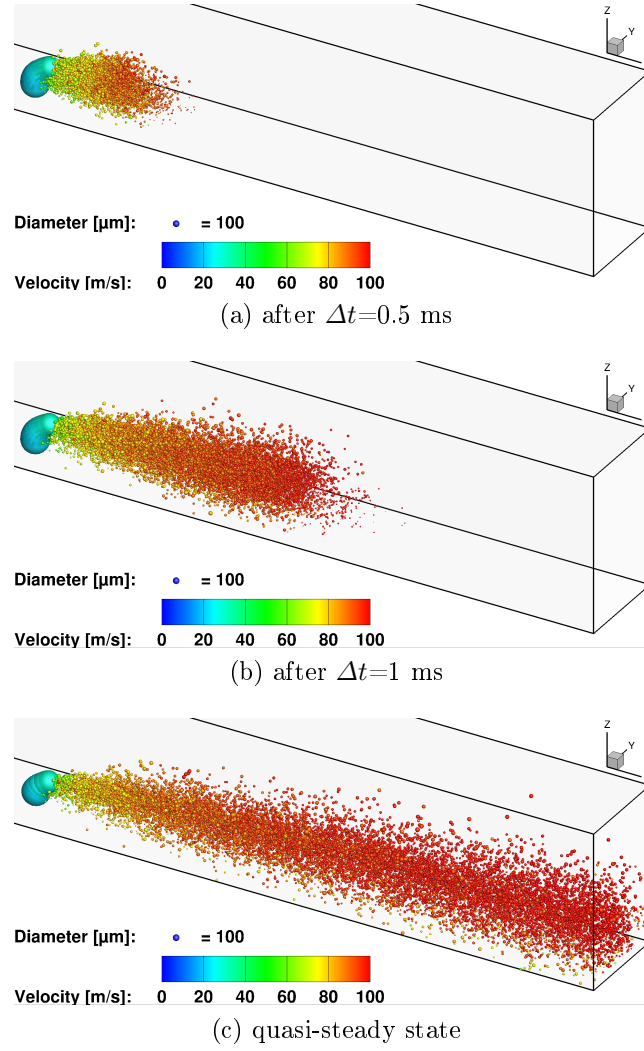 Z
Y
Diameter [µm]: = 100
Velocity [m/s]: 0 20 40 60 80 100
(a) after Δt=0.5 ms
Z
Y
Diameter [µm]: = 100
Velocity [m/s]: 0 20 40 60 80 100
(b) after Δt=1 ms
Z
Y
Diameter [µm]: = 100
Velocity [m/s]: 0 20 40 60 80 100
(c) quasi-steady state